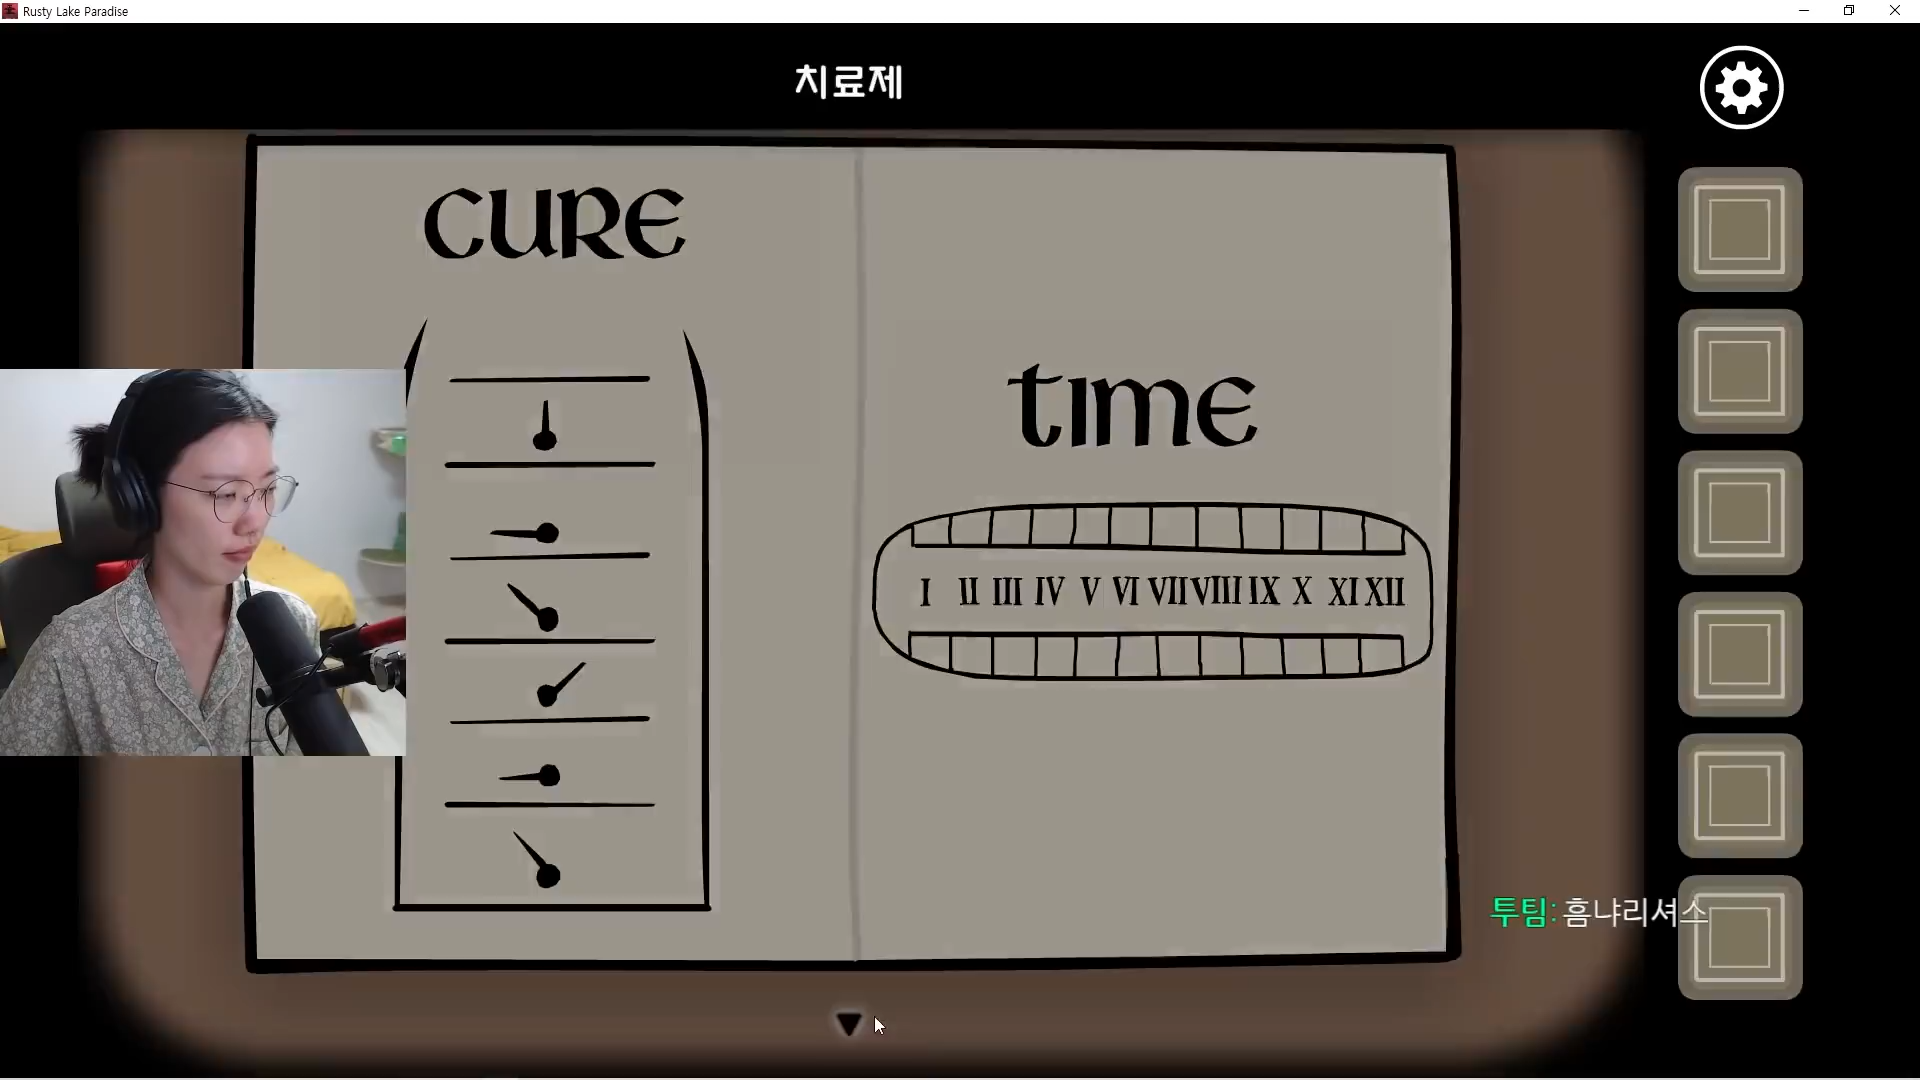 Rusty Lake Paradise
치료제
CURE
TIME
I II III IV V VI VII VIII IX X XI XII
투팀: 흠냐리셔소